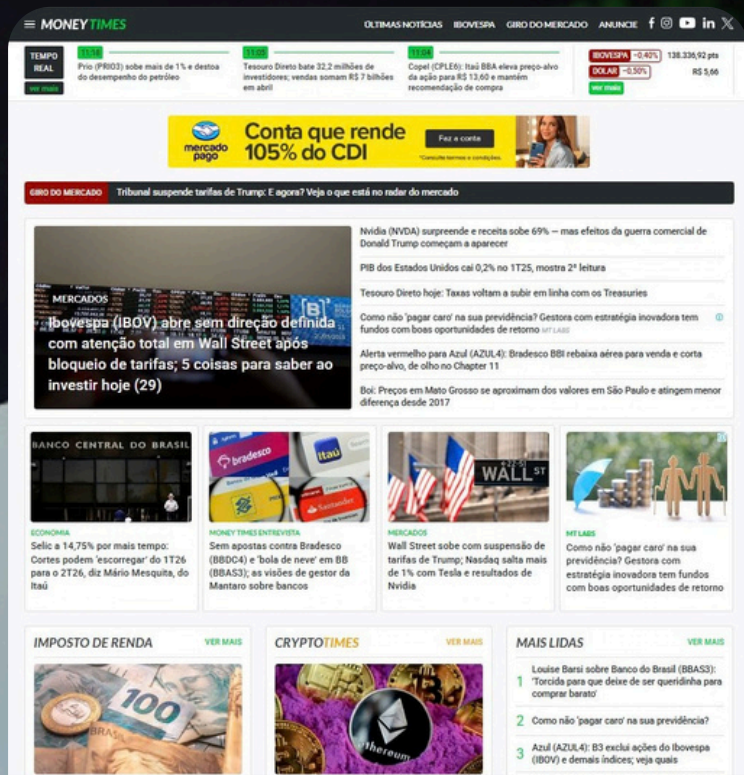 MONEY TIMES
ÚLTIMAS NOTÍCIAS IBOVESPA GIRO DO MERCADO ANUNCIE
TEMPO
REAL
ver mais
11:16
Prio (PRIO3) sobe mais de 1% e destoa
do desempenho do petróleo
11:05
Tesouro Direto bate 32,2 milhões de
investidores; vendas somam R$ 7 bilhões
em abril
11:04
Copel (CPLE6): Itaú BBA eleva preço-alvo
da ação para R$ 13,60 e mantém
recomendação de compra
IBOVESPA -0,40% 138.336,92 pts
DOLAR -0,50% R$ 5,66
ver mais
mercado
pago
Conta que rende
105% do CDI
Faz a conta
*Consulte termos e condições.
GIRO DO MERCADO Tribunal suspende tarifas de Trump: E agora? Veja o que está no radar do mercado
MERCADOS
Ibovespa (IBOV) abre sem direção definida
com atenção total em Wall Street após
bloqueio de tarifas; 5 coisas para saber ao
investir hoje (29)
Nvidia (NVDA) surpreende e receita sobe 69% — mas efeitos da guerra comercial de
Donald Trump começam a aparecer
PIB dos Estados Unidos cai 0,2% no 1T25, mostra 2ª leitura
Tesouro Direto hoje: Taxas voltam a subir em linha com os Treasuries
Como não 'pagar caro' na sua previdência? Gestora com estratégia inovadora tem
fundos com boas oportunidades de retorno MT LABS
Alerta vermelho para Azul (AZUL4): Bradesco BBI rebaixa aérea para venda e corta
preço-alvo, de olho no Chapter 11
Boi: Preços em Mato Grosso se aproximam dos valores em São Paulo e atingem menor
diferença desde 2017
BANCO CENTRAL DO BRASIL
ECONOMIA
Selic a 14,75% por mais tempo:
Cortes podem 'escorregar' do 1T26
para o 2T26, diz Mário Mesquita, do
Itaú
bradesco
Itaú
Santander
MONEY TIMES ENTREVISTA
Sem apostas contra Bradesco
(BBDC4) e 'bola de neve' em BB
(BBAS3); as visões de gestor da
Mantaro sobre bancos
WALL ST
MERCADOS
Wall Street sobe com suspensão de
tarifas de Trump; Nasdaq salta mais
de 1% com Tesla e resultados de
Nvidia
MT LABS
Como não 'pagar caro' na sua
previdência? Gestora com
estratégia inovadora tem fundos
com boas oportunidades de retorno
IMPOSTO DE RENDA VER MAIS
100
BRASIL
CRYPTOTIMES VER MAIS
ethereum
MAIS LIDAS VER MAIS
1 Louise Barsi sobre Banco do Brasil (BBAS3):
'Torcida para que deixe de ser queridinha para
comprar barato'
2 Como não 'pagar caro' na sua previdência?
3 Azul (AZUL4): B3 exclui ações do Ibovespa
(IBOV) e demais índices; veja quais